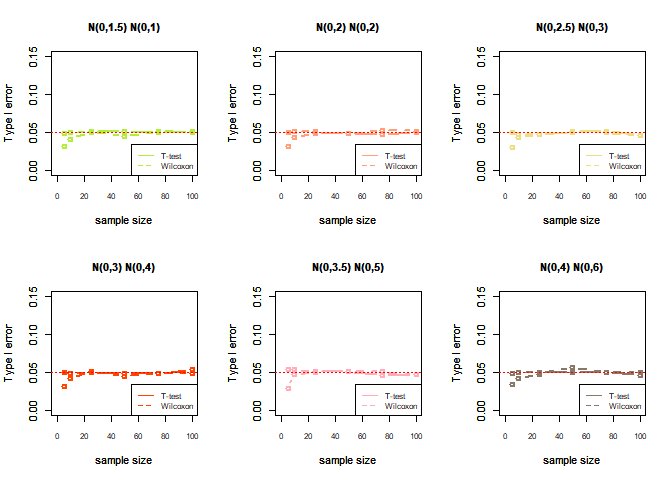 N(0,1.5) N(0,1)
Type I error
0.15
0.10
0.05
0.00
T-test
Wilcoxon
0 20 40 60 80 100
sample size
N(0,2) N(0,2)
Type I error
0.15
0.10
0.05
0.00
T-test
Wilcoxon
0 20 40 60 80 100
sample size
N(0,2.5) N(0,3)
Type I error
0.15
0.10
0.05
0.00
T-test
Wilcoxon
0 20 40 60 80 100
sample size
N(0,3) N(0,4)
Type I error
0.15
0.10
0.05
0.00
T-test
Wilcoxon
0 20 40 60 80 100
sample size
N(0,3.5) N(0,5)
Type I error
0.15
0.10
0.05
0.00
T-test
Wilcoxon
0 20 40 60 80 100
sample size
N(0,4) N(0,6)
Type I error
0.15
0.10
0.05
0.00
T-test
Wilcoxon
0 20 40 60 80 100
sample size